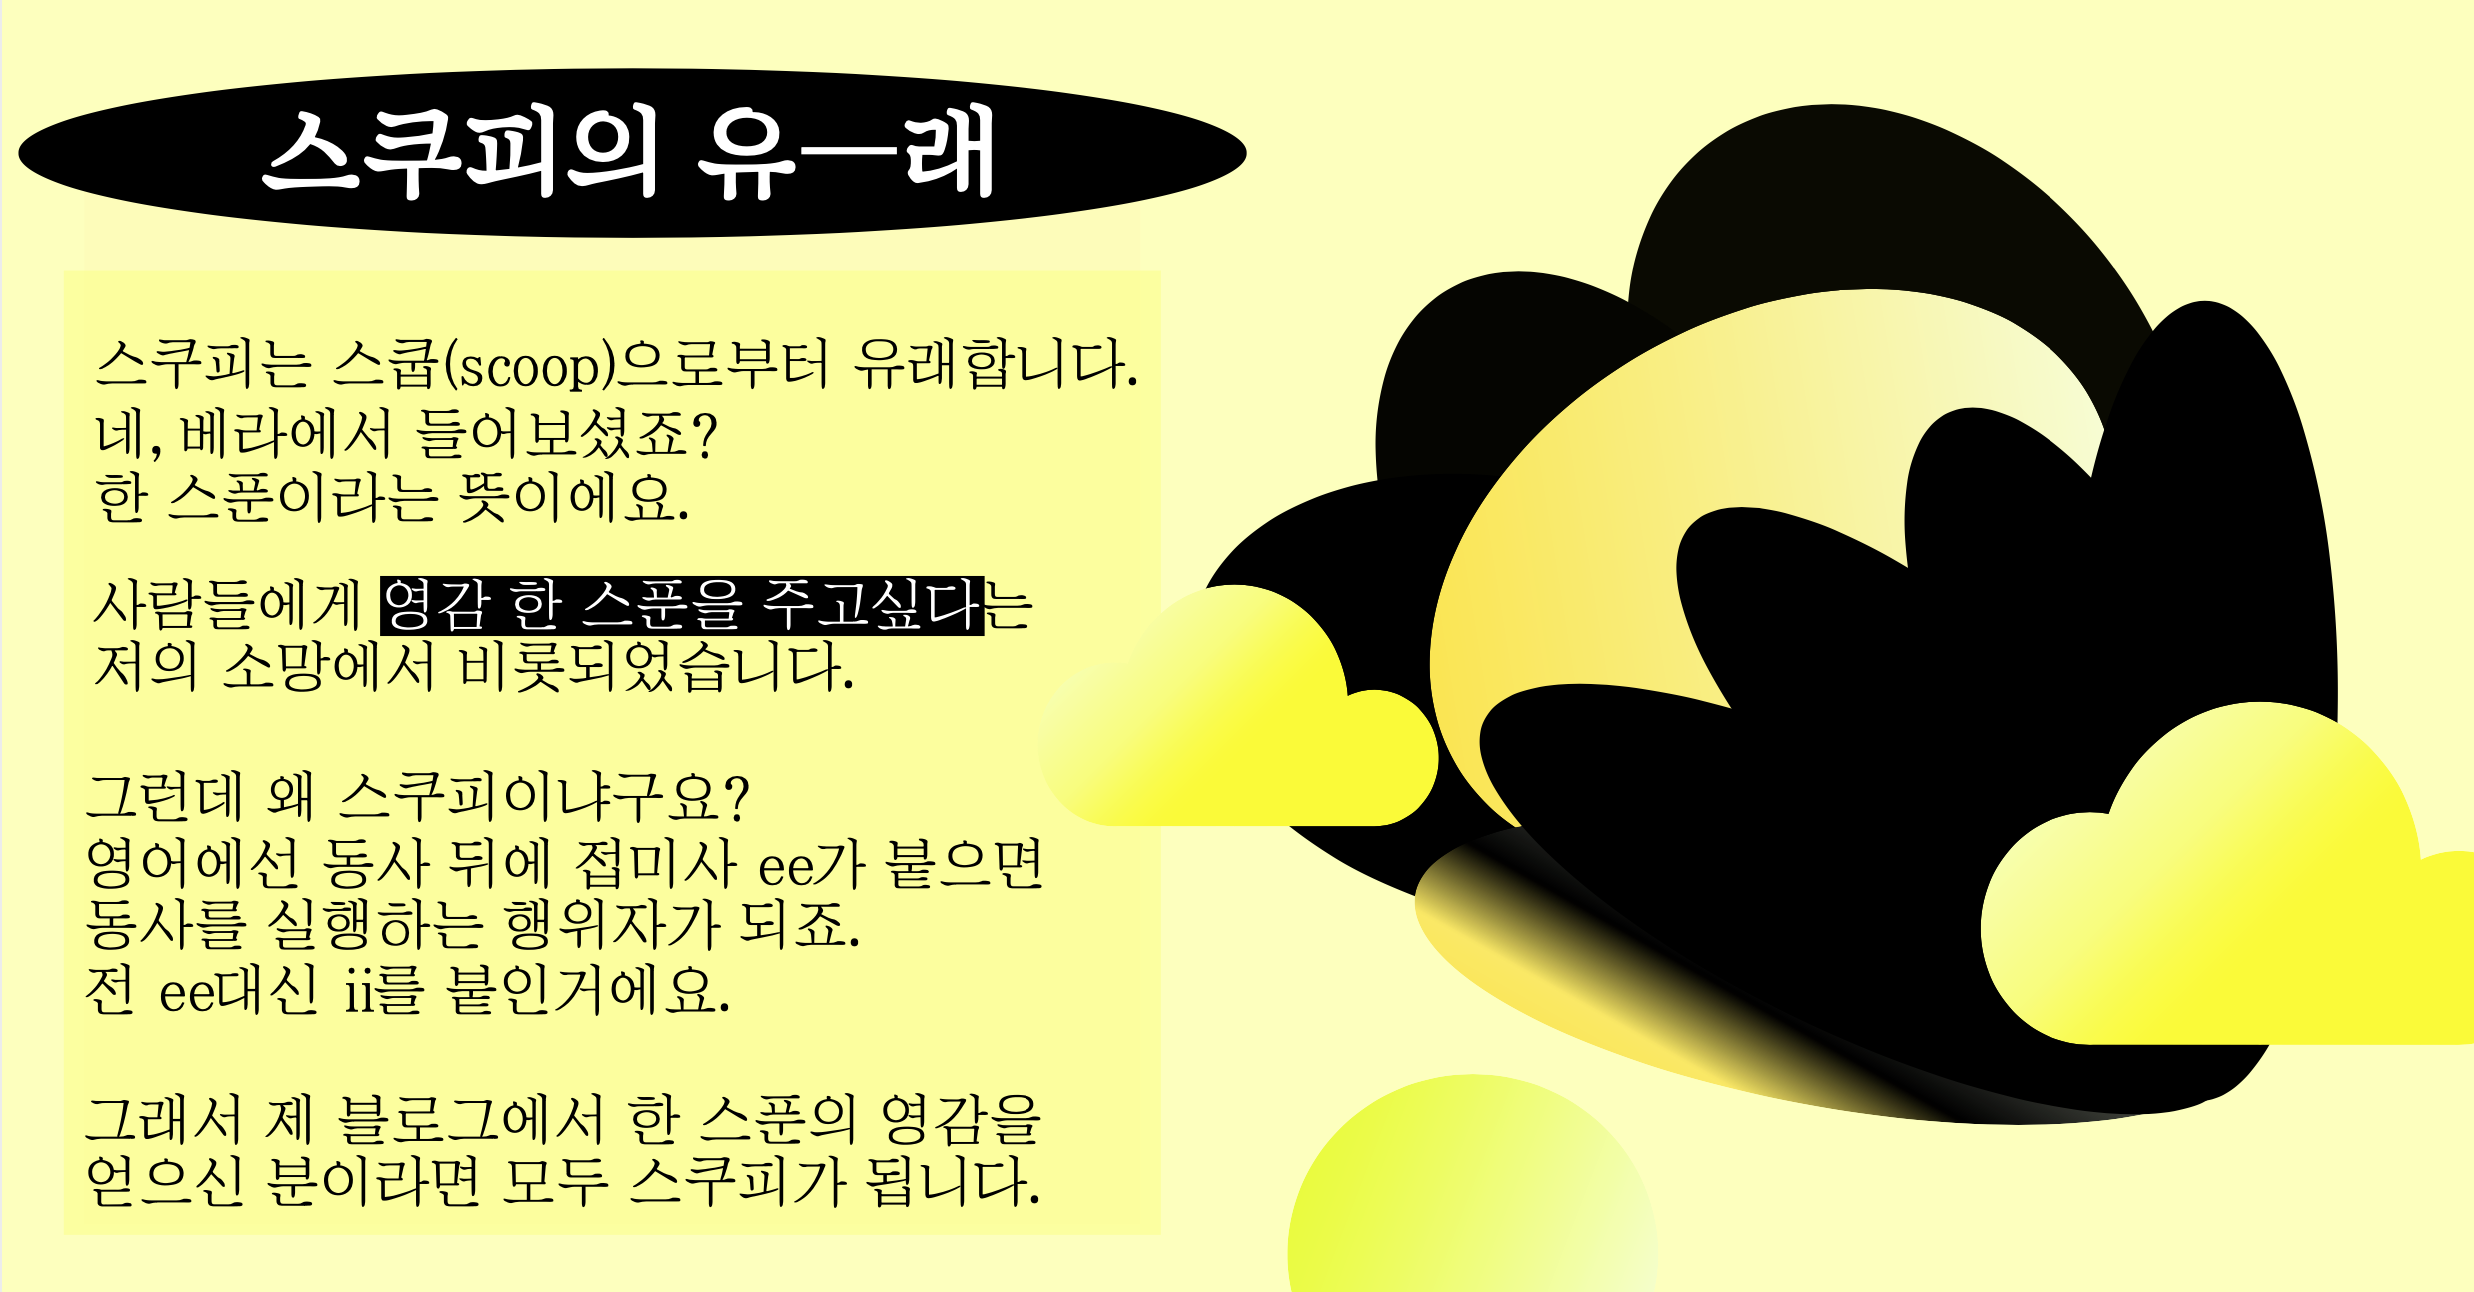 스쿠피의 유—래
스쿠피는 스쿱(scoop)으로부터 유래합니다.
네, 베라에서 들어보셨죠?
한 스푼이라는 뜻이에요.
사람들에게 영감 한 스푼을 주고싶다는
저의 소망에서 비롯되었습니다.
그런데 왜 스쿠피이냐구요?
영어에선 동사 뒤에 접미사 ee가 붙으면
동사를 실행하는 행위자가 되죠.
전 ee대신 ii를 붙인거에요.
그래서 제 블로그에서 한 스푼의 영감을
얻으신 분이라면 모두 스쿠피가 됩니다.